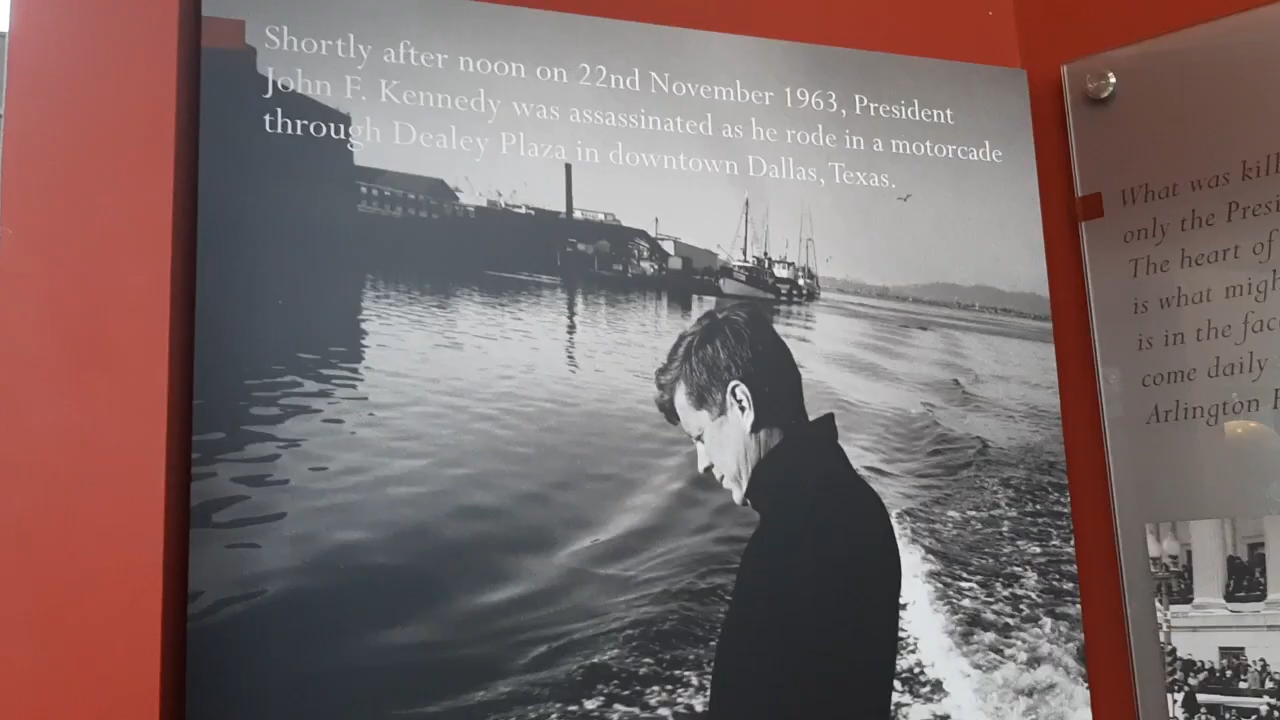 Shortly after noon on 22nd November 1963, President
John F. Kennedy was assassinated as he rode in a motorcade
through Dealey Plaza in downtown Dallas, Texas.
What was kill
only the Presi
The heart of
is what migh
is in the fac
come daily
Arlington